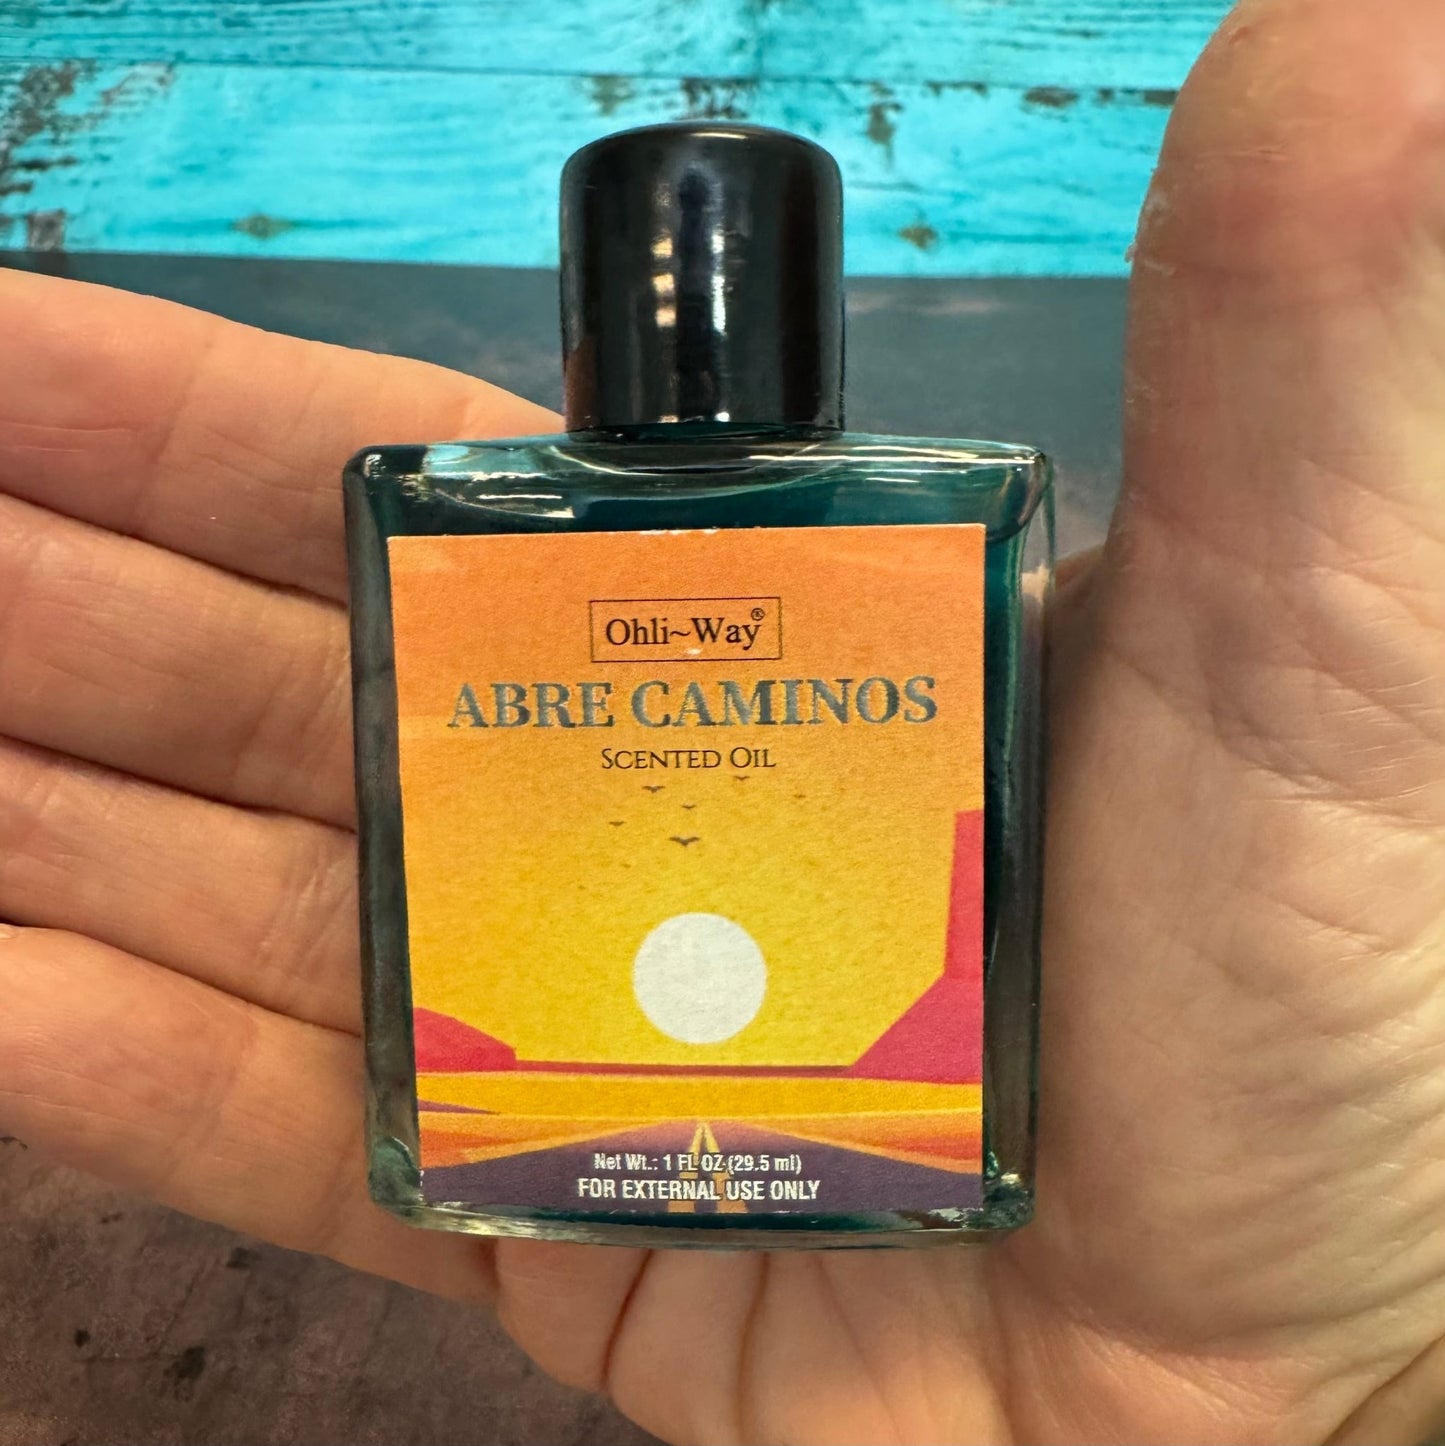 Ohli~Way®
ABRE CAMINOS
SCENTED OIL
Net Wt.: 1 FL OZ (29.5 ml)
FOR EXTERNAL USE ONLY